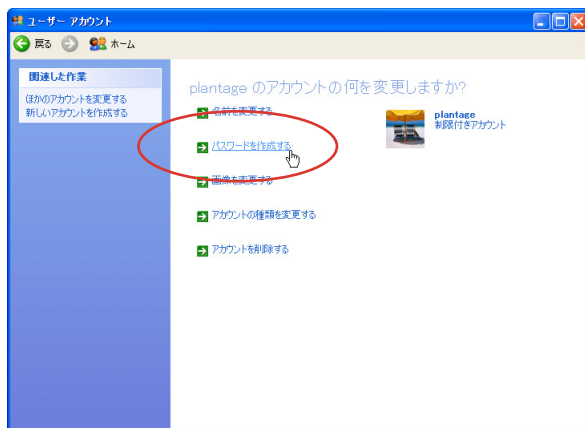 ユーザー アカウント
戻る
ホーム
関連した作業
ほかのアカウントを変更する
新しいアカウントを作成する
plantage のアカウントの何を変更しますか?
名前を変更する
パスワードを作成する
画像を変更する
アカウントの種類を変更する
アカウントを削除する
plantage
制限付きアカウント